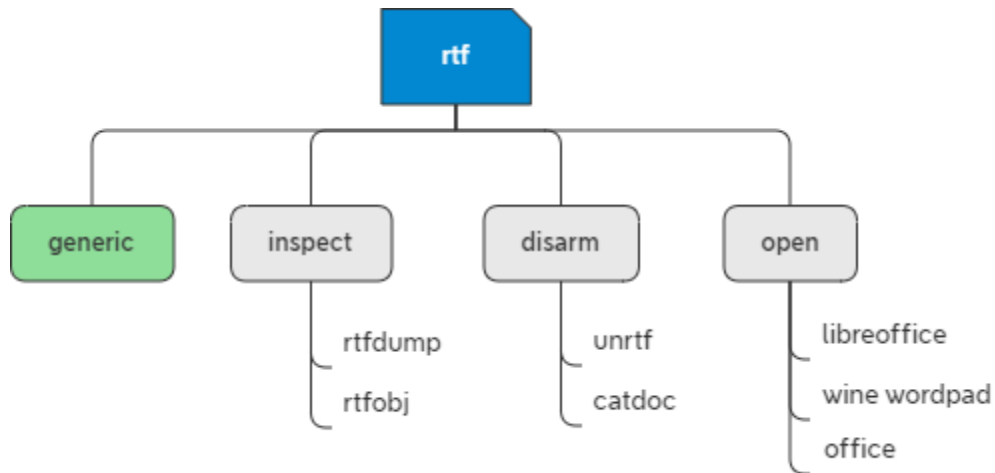 rtf
generic
inspect
disarm
open
rtfdump
rtfobj
unrtf
catdoc
libreoffice
wine wordpad
office